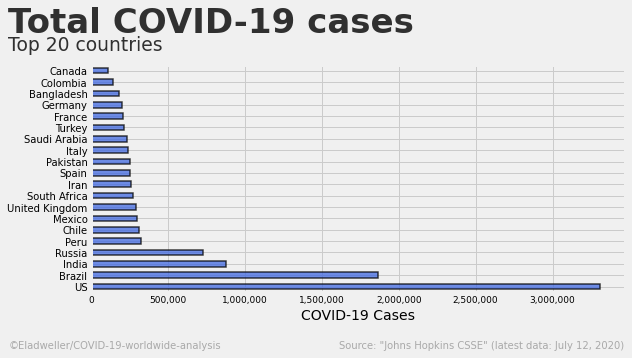 Total COVID-19 cases
Top 20 countries
Canada
Colombia
Bangladesh
Germany
France
Turkey
Saudi Arabia
Italy
Pakistan
Spain
Iran
South Africa
United Kingdom
Mexico
Chile
Peru
Russia
India
Brazil
US
0 500,000 1,000,000 1,500,000 2,000,000 2,500,000 3,000,000
COVID-19 Cases
©Eladweller/COVID-19-worldwide-analysis Source: "Johns Hopkins CSSE" (latest data: July 12, 2020)